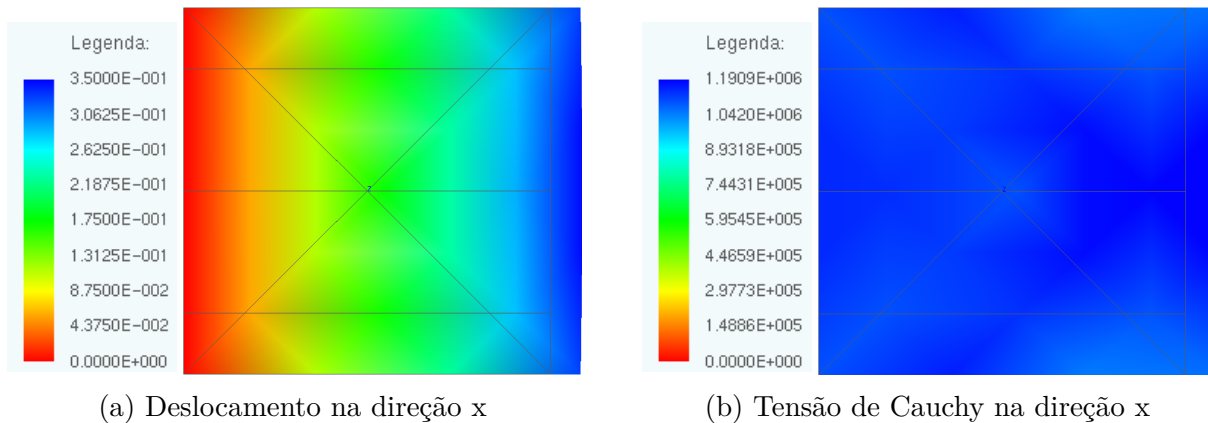 Legenda:
3.5000E-001
3.0625E-001
2.6250E-001
2.1875E-001
1.7500E-001
1.3125E-001
8.7500E-002
4.3750E-002
0.0000E+000
(a) Deslocamento na direção x
Legenda:
1.1909E+006
1.0420E+006
8.9318E+005
7.4431E+005
5.9545E+005
4.4659E+005
2.9773E+005
1.4886E+005
0.0000E+000
(b) Tensão de Cauchy na direção x